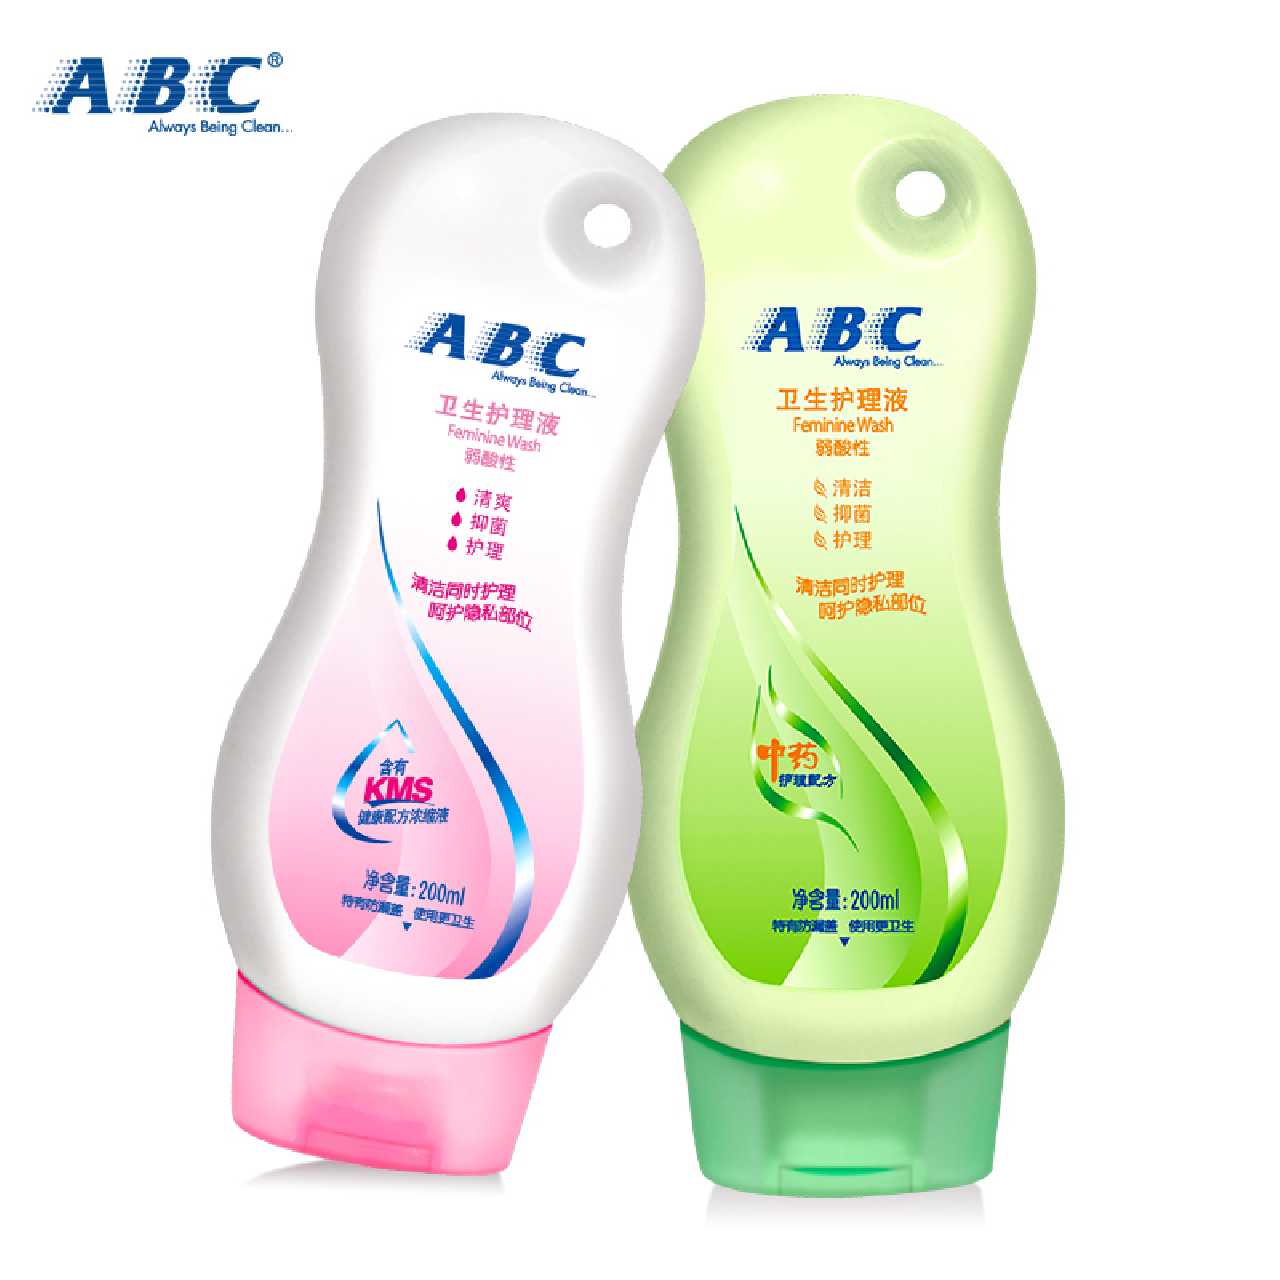 ABC®
Always Being Clean...
ABC
Always Being Clean...
卫生护理液
Feminine Wash
弱酸性
清爽
抑菌
护理
清洁同时护理
呵护隐私部位
含有
KMS
健康配方浓缩液
净含量:200ml
特有防漏盖 使用更卫生
ABC
Always Being Clean...
卫生护理液
Feminine Wash
弱酸性
清洁
抑菌
护理
清洁同时护理
呵护隐私部位
中药
护理配方
净含量:200ml
特有防漏盖 使用更卫生